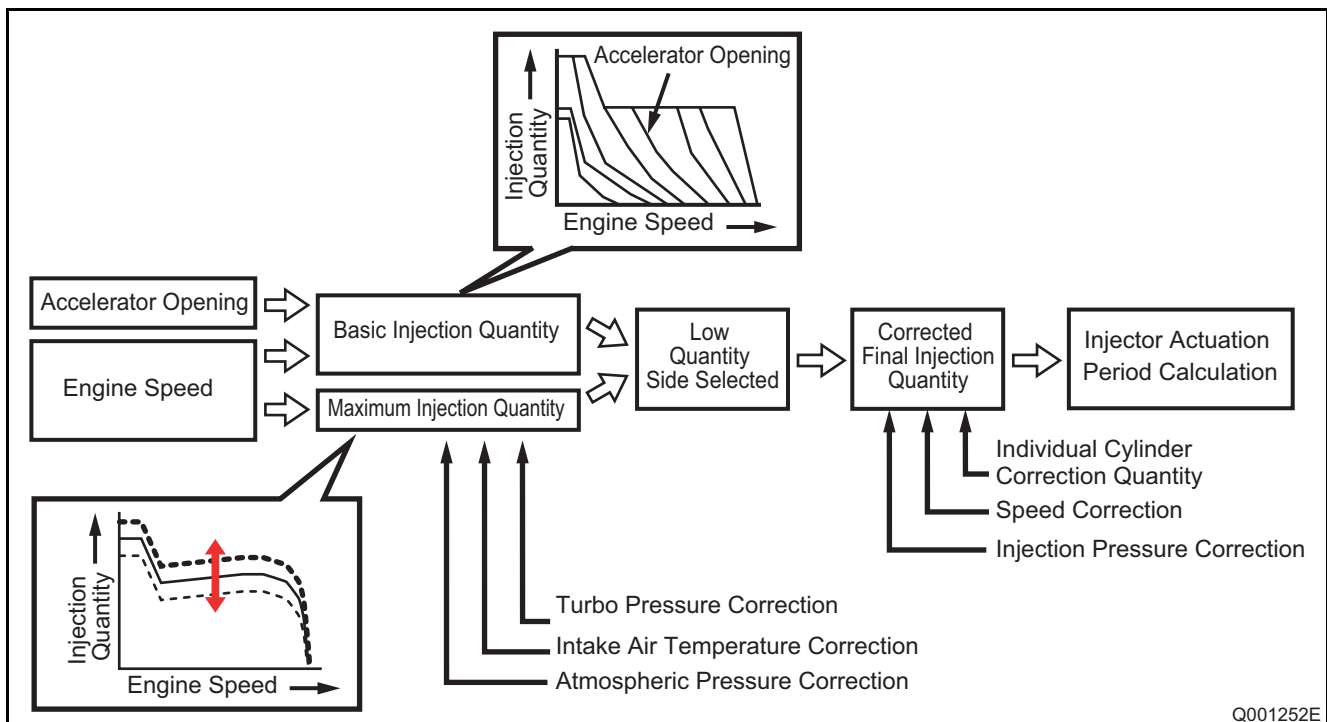 Injection
Quantity
Accelerator Opening
Engine Speed
Accelerator Opening
Engine Speed
Basic Injection Quantity
Maximum Injection Quantity
Low
Quantity
Side Selected
Corrected
Final Injection
Quantity
Injector Actuation
Period Calculation
Individual Cylinder
Correction Quantity
Speed Correction
Injection Pressure Correction
Injection
Quantity
Engine Speed
Turbo Pressure Correction
Intake Air Temperature Correction
Atmospheric Pressure Correction
Q001252E